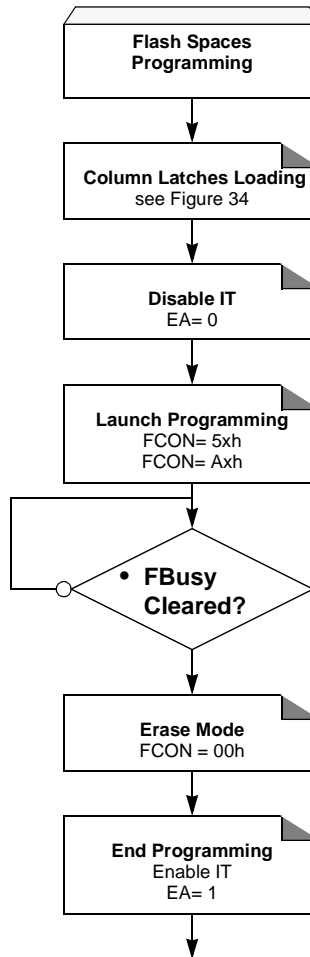 Flash Spaces
Programming
Column Latches Loading
see Figure 34
Disable IT
EA= 0
Launch Programming
FCON= 5xh
FCON= Axh
• FBusy
Cleared?
Erase Mode
FCON = 00h
End Programming
Enable IT
EA= 1